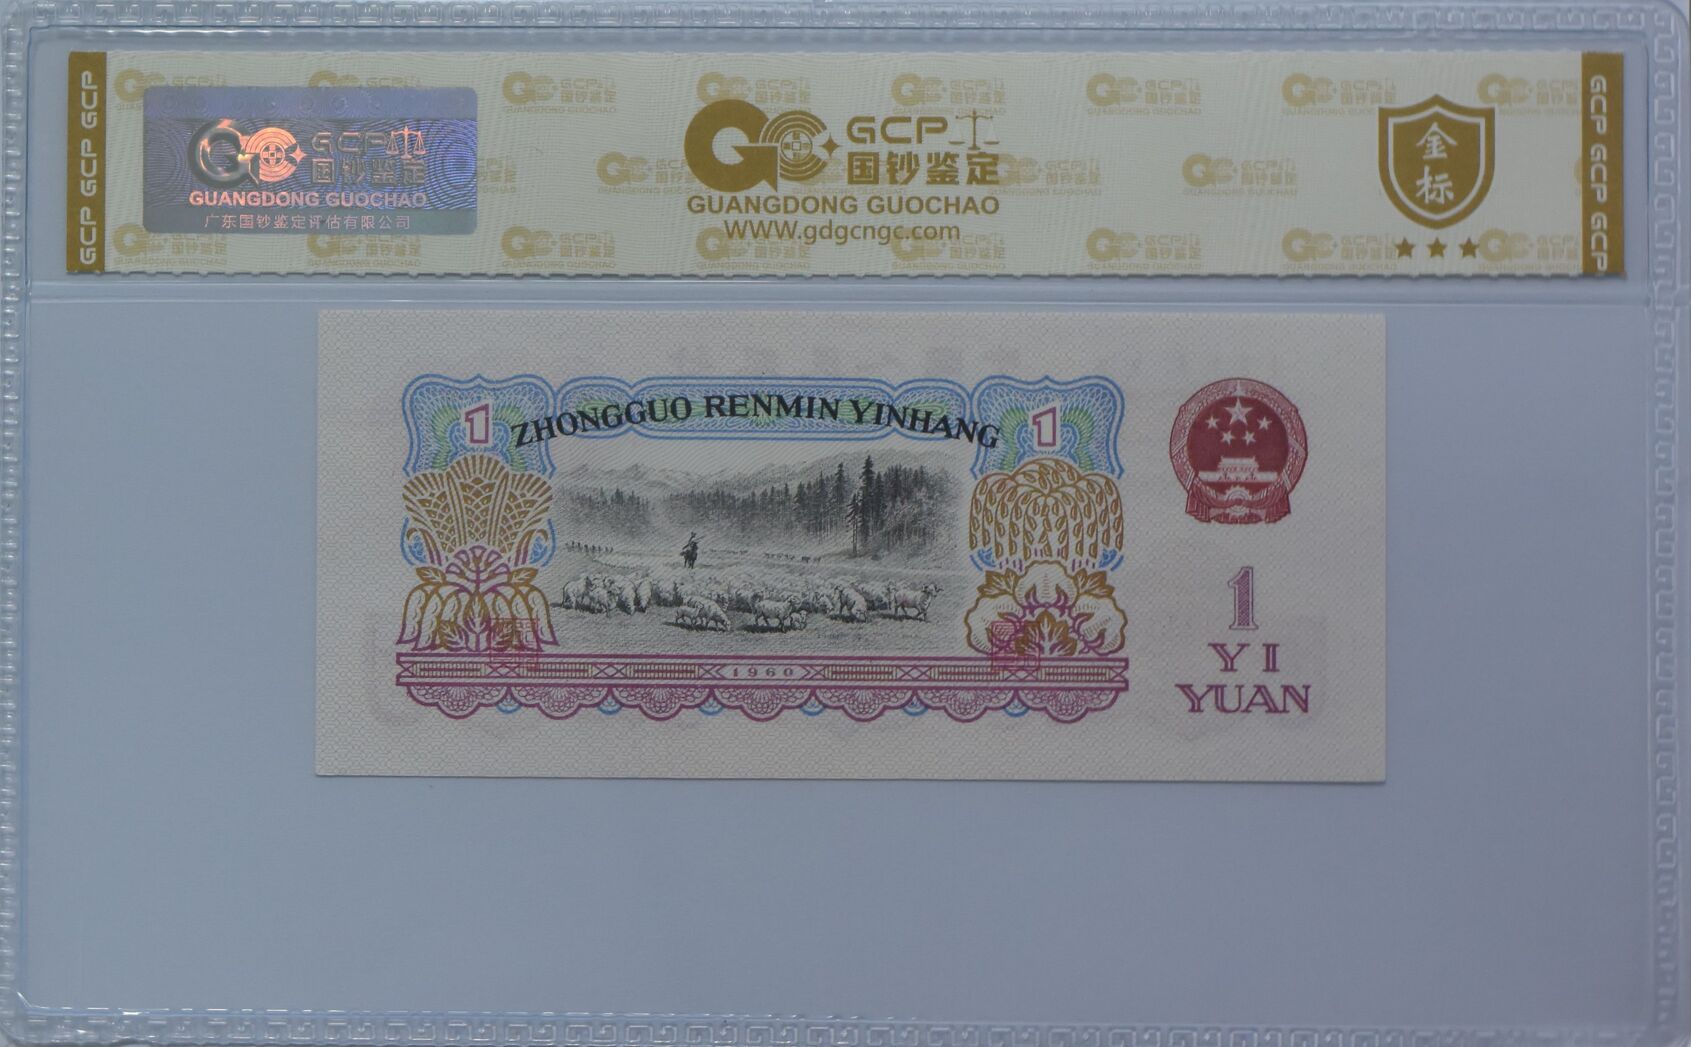 GCP GCP GCP
GCP
国钞鉴定
GUANGDONG GUOCHAO
广东国钞鉴定评估有限公司
GCP
国钞鉴定
GUANGDONG GUOCHAO
WWW.gdgcngc.com
金标
GCP GCP GCP
ZHONGGUO RENMIN YINHANG
1
1
1960
1
YI
YUAN